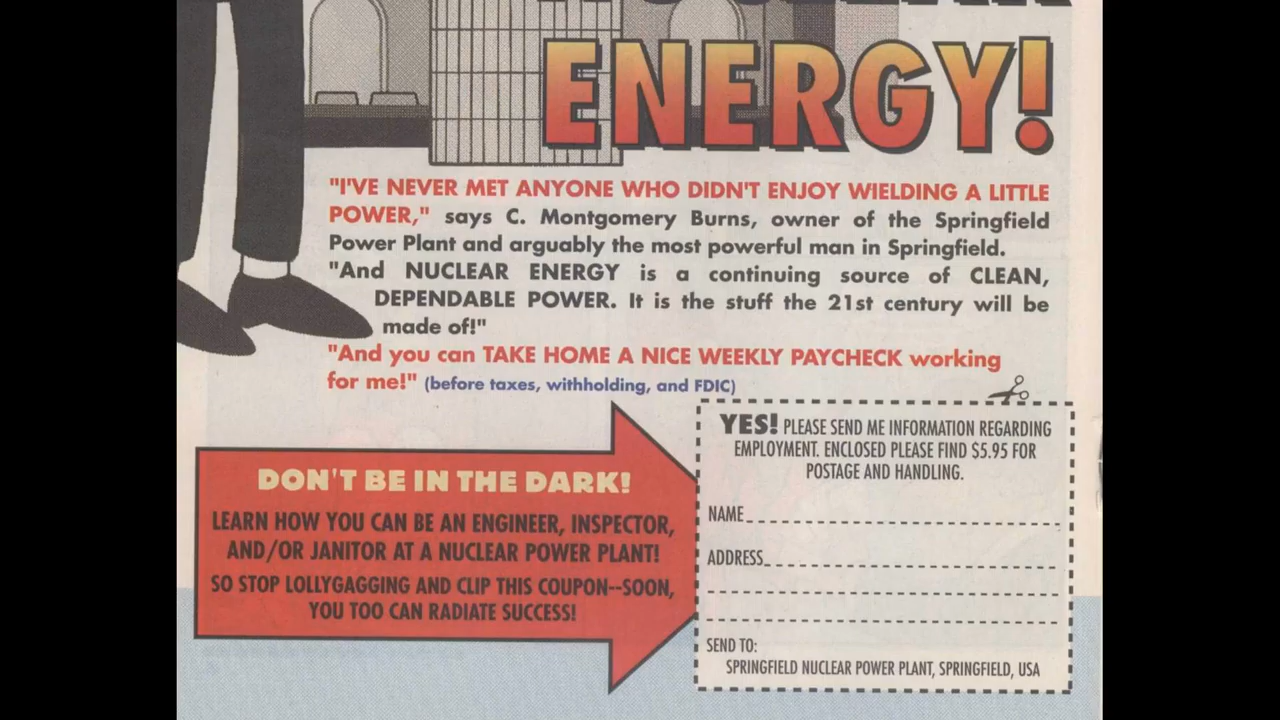 ENERGY!
"I'VE NEVER MET ANYONE WHO DIDN'T ENJOY WIELDING A LITTLE
POWER," says C. Montgomery Burns, owner of the Springfield
Power Plant and arguably the most powerful man in Springfield.
"And NUCLEAR ENERGY is a continuing source of CLEAN,
DEPENDABLE POWER. It is the stuff the 21st century will be
made of!"
"And you can TAKE HOME A NICE WEEKLY PAYCHECK working
for me!" (before taxes, withholding, and FDIC)
DON'T BE IN THE DARK!
LEARN HOW YOU CAN BE AN ENGINEER, INSPECTOR,
AND/OR JANITOR AT A NUCLEAR POWER PLANT!
SO STOP LOLLYGAGGING AND CLIP THIS COUPON--SOON,
YOU TOO CAN RADIATE SUCCESS!
YES! PLEASE SEND ME INFORMATION REGARDING
EMPLOYMENT. ENCLOSED PLEASE FIND $5.95 FOR
POSTAGE AND HANDLING.
NAME
ADDRESS
SEND TO:
SPRINGFIELD NUCLEAR POWER PLANT, SPRINGFIELD, USA